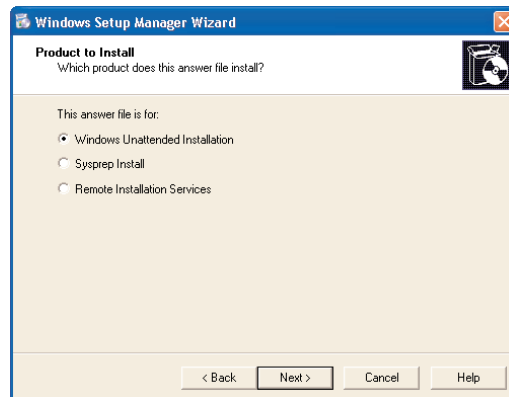 Windows Setup Manager Wizard
Product to Install
Which product does this answer file install?
This answer file is for:
Windows Unattended Installation
Sysprep Install
Remote Installation Services
< Back Next > Cancel Help